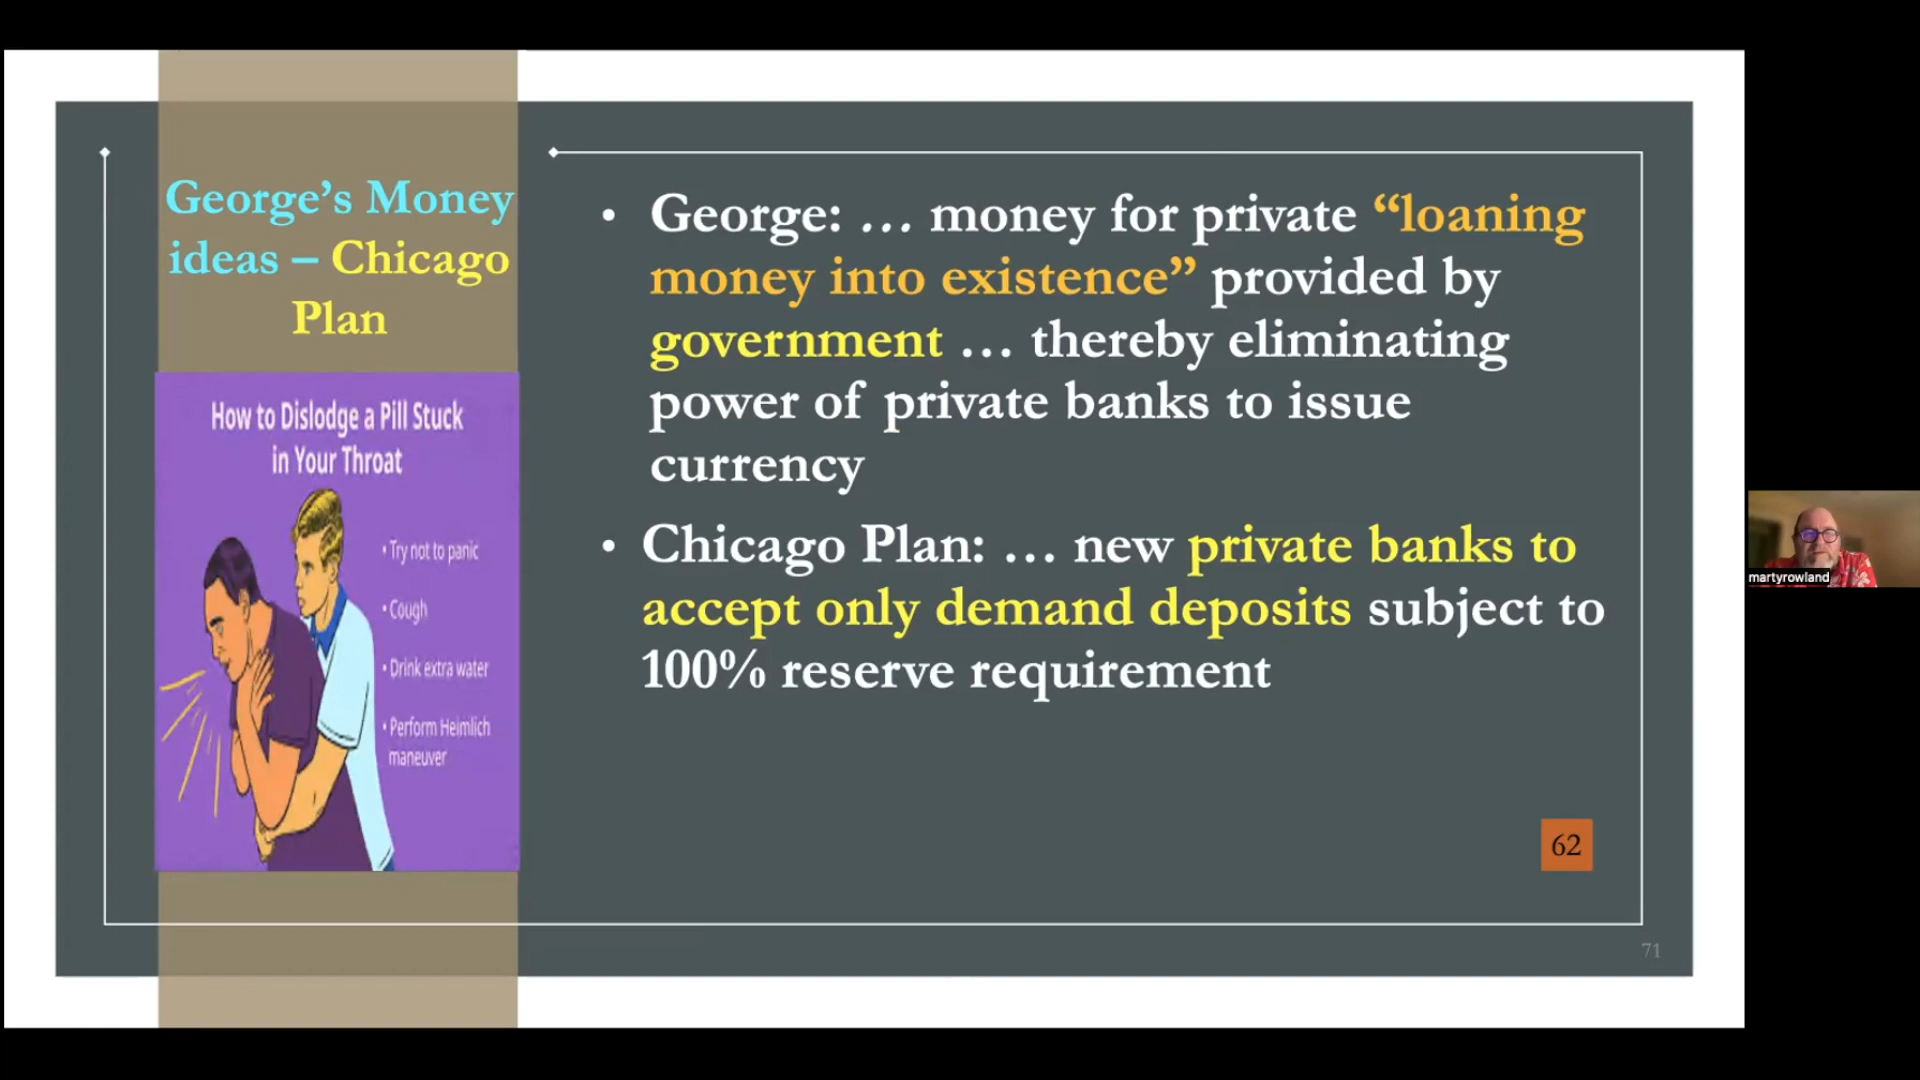 George’s Money
ideas – Chicago
Plan
How to Dislodge a Pill Stuck
in Your Throat
• Try not to panic
• Cough
• Drink extra water
• Perform Heimlich
maneuver
• George: … money for private “loaning
money into existence” provided by
government … thereby eliminating
power of private banks to issue
currency
• Chicago Plan: … new private banks to
accept only demand deposits subject to
100% reserve requirement
62
71
martyrowland